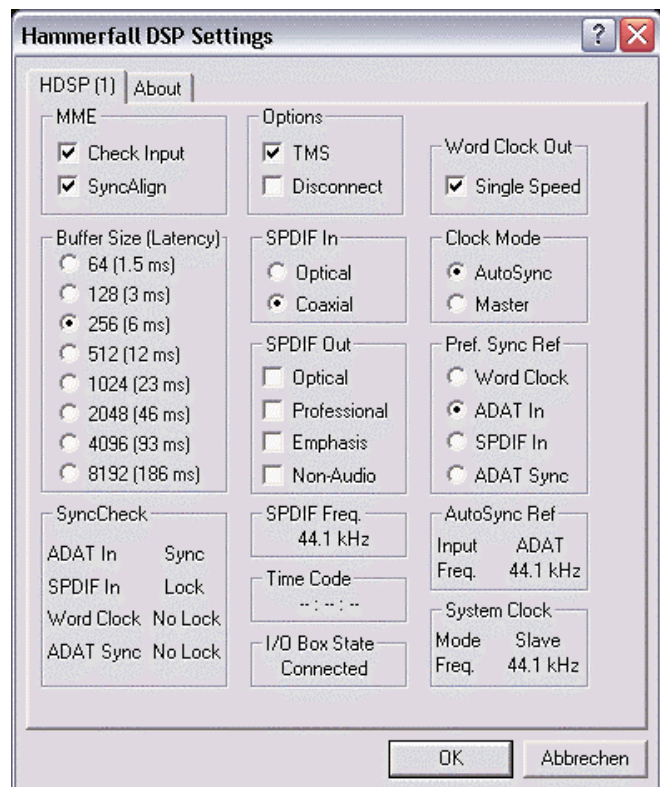 Hammerfall DSP Settings
HDSP (1)
About
MME
Check Input
SyncAlign
Options
TMS
Disconnect
Word Clock Out
Single Speed
Buffer Size (Latency)
64 (1.5 ms)
128 (3 ms)
256 (6 ms)
512 (12 ms)
1024 (23 ms)
2048 (46 ms)
4096 (93 ms)
8192 (186 ms)
SPDIF In
Optical
Coaxial
Clock Mode
AutoSync
Master
SPDIF Out
Optical
Professional
Emphasis
Non-Audio
Pref. Sync Ref
Word Clock
ADAT In
SPDIF In
ADAT Sync
SyncCheck
ADAT In Sync
SPDIF In Lock
Word Clock No Lock
ADAT Sync No Lock
SPDIF Freq.
44.1 kHz
Time Code
-- : -- : --
I/O Box State
Connected
AutoSync Ref
Input ADAT
Freq. 44.1 kHz
System Clock
Mode Slave
Freq. 44.1 kHz
OK
Abbrechen